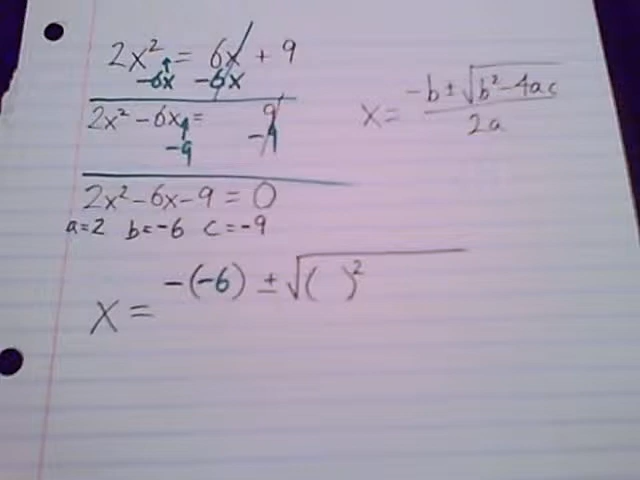 2x² = 6x + 9
-6x -6x
2x² - 6x = 9
-9 -9
2x² - 6x - 9 = 0
a=2 b=-6 c=-9
x = -(-6) ± √( )²
x = -b ± √b² - 4ac
2a